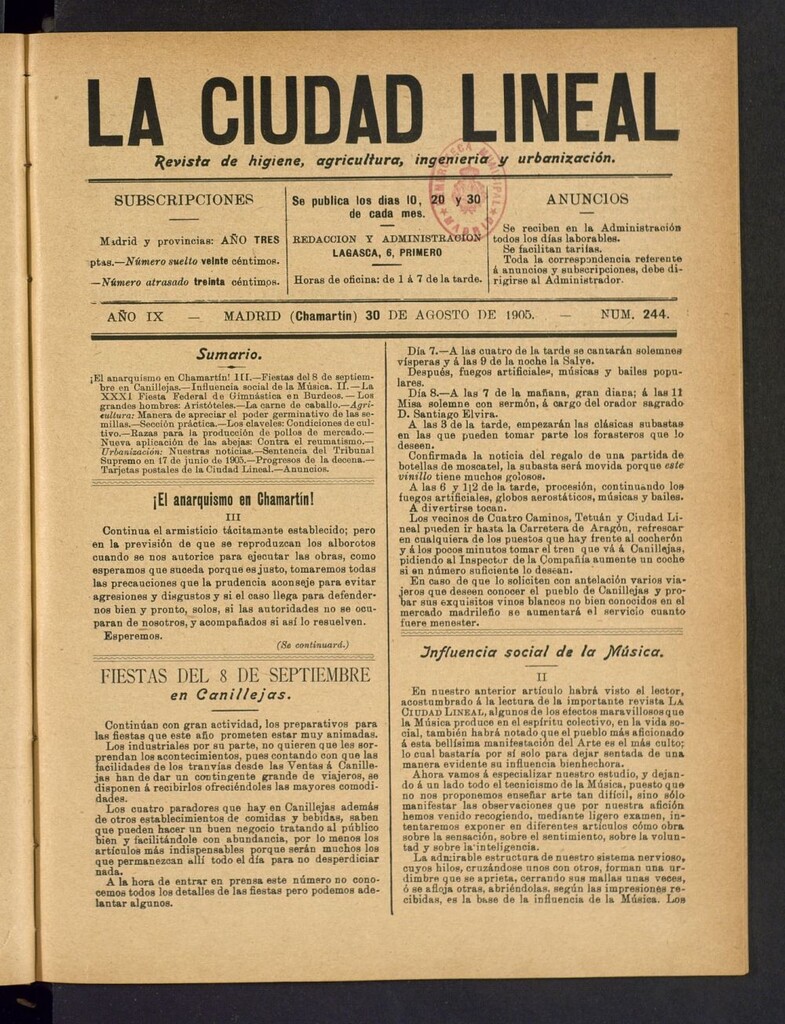 LA CIUDAD LINEAL
Revista de higiene, agricultura, ingeniería y urbanización.
SUBSCRIPCIONES
Madrid y provincias: AÑO TRES
ptas.—Número suelto veinte céntimos.
—Número atrasado treinta céntimos.
Se publica los días 10, 20 y 30
de cada mes.
REDACCION Y ADMINISTRACION
LAGASCA, 6, PRIMERO
Horas de oficina: de 1 á 7 de la tarde.
ANUNCIOS
Se reciben en la Administración
todos los días laborables.
Se facilitan tarifas.
Toda la correspondencia referente
á anuncios y subscripciones, debe di-
rigirse al Administrador.
AÑO IX — MADRID (Chamartín) 30 DE AGOSTO DE 1905. — NUM. 244.
Sumario.
¡El anarquismo en Chamartín! III.—Fiestas del 8 de septiem-
bre en Canillejas.—Influencia social de la Música. II.—La
XXXI Fiesta Federal de Gimnástica en Burdeos.—Los
grandes hombres: Aristóteles.—La carne de caballo.—Agri-
cultura: Manera de apreciar el poder germinativo de las se-
millas.—Sección práctica.—Los claveles: Condiciones de cul-
tivo.—Razas para la producción de pollos de mercado.—
Nueva aplicación de las abejas: Contra el reumatismo.—
Urbanización: Nuestras noticias.—Sentencia del Tribunal
Supremo en 17 de junio de 1905.—Progresos de la decena.—
Tarjetas postales de la Ciudad Lineal.—Anuncios.
¡El anarquismo en Chamartín!
III
Continua el armisticio tácitamente establecido; pero
en la previsión de que se reproduzcan los alborotos
cuando se nos autorice para ejecutar las obras, como
esperamos que suceda porque es justo, tomaremos todas
las precauciones que la prudencia aconseje para evitar
agresiones y disgustos y si el caso llega para defender-
nos bien y pronto, solos, si las autoridades no se ocu-
paran de nosotros, y acompañados si así lo resuelven.
Esperemos.
(Se continuará.)
FIESTAS DEL 8 DE SEPTIEMBRE
en Canillejas.
Continúan con gran actividad, los preparativos para
las fiestas que este año prometen estar muy animadas.
Los industriales por su parte, no quieren que les sor-
prendan los acontecimientos, pues contando con que las
facilidades de los tranvías desde las Ventas á Canille-
jas han de dar un contingente grande de viajeros, se
disponen á recibirlos ofreciéndoles las mayores comodi-
dades.
Los cuatro paradores que hay en Canillejas además
de otros establecimientos de comidas y bebidas, saben
que pueden hacer un buen negocio tratando al público
bien y facilitándole con abundancia, por lo menos los
artículos más indispensables porque serán muchos los
que permanezcan allí todo el día para no desperdiciar
nada.
A la hora de entrar en prensa este número no cono-
cemos todos los detalles de las fiestas pero podemos ade-
lantar algunos.
Día 7.—A las cuatro de la tarde se cantarán solemnes
vísperas y á las 9 de la noche la Salve.
Después, fuegos artificiales, músicas y bailes popu-
lares.
Día 8.—A las 7 de la mañana, gran diana; á las 11
Misa solemne con sermón, á cargo del orador sagrado
D. Santiago Elvira.
A las 3 de la tarde, empezarán las clásicas subastas
en las que pueden tomar parte los forasteros que lo
deseen.
Confirmada la noticia del regalo de una partida de
botellas de moscatel, la subasta será movida porque este
vinillo tiene muchos golosos.
A las 6 y 1|2 de la tarde, procesión, continuando los
fuegos artificiales, globos aerostáticos, músicas y bailes.
A divertirse tocan.
Los vecinos de Cuatro Caminos, Tetuán y Ciudad Li-
neal pueden ir hasta la Carretera de Aragón, refrescar
en cualquiera de los puestos que hay frente al cocherón
y á los pocos minutos tomar el tren que vá á Canillejas,
pidiendo al Inspector de la Compañía aumente un coche
si en número suficiente lo desean.
En caso de que lo soliciten con antelación varios via-
jeros que deseen conocer el pueblo de Canillejas y pro-
bar sus exquisitos vinos blancos no bien conocidos en el
mercado madrileño se aumentará el servicio cuanto
fuere menester.
Influencia social de la Música.
II
En nuestro anterior artículo habrá visto el lector,
acostumbrado á la lectura de la importante revista LA
CIUDAD LINEAL, algunos de los efectos maravillosos que
la Música produce en el espíritu colectivo, en la vida so-
cial, también habrá notado que el pueblo más aficionado
á esta bellísima manifestación del Arte es el más culto;
lo cual bastaría por sí solo para dejar sentada de una
manera evidente su influencia bienhechora.
Ahora vamos á especializar nuestro estudio, y dejan-
do á un lado todo el tecnicismo de la Música, puesto que
no nos proponemos enseñar arte tan difícil, sino sólo
manifestar las observaciones que por nuestra afición
hemos venido recogiendo, mediante ligero examen, in-
tentaremos exponer en diferentes artículos cómo obra
sobre la sensación, sobre el sentimiento, sobre la volun-
tad y sobre la inteligencia.
La admirable estructura de nuestro sistema nervioso,
cuyos hilos, cruzándose unos con otros, forman una ur-
dimbre que se aprieta, cerrando sus mallas unas veces,
ó se afloja otras, abriéndolas, según las impresiones re-
cibidas, es la base de la influencia de la Música. Los
HEMEROTECA MUNICIPAL
MADRID